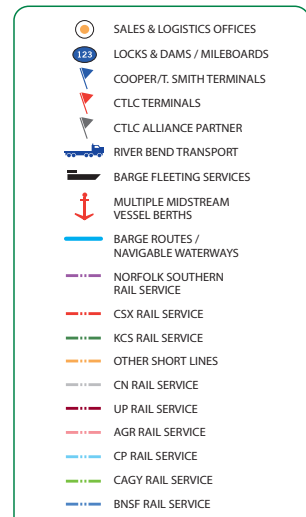 SALES & LOGISTICS OFFICES
123 LOCKS & DAMS / MILEBOARDS
COOPER/T. SMITH TERMINALS
CTLC TERMINALS
CTLC ALLIANCE PARTNER
RIVER BEND TRANSPORT
BARGE FLEETING SERVICES
MULTIPLE MIDSTREAM
VESSEL BERTHS
BARGE ROUTES /
NAVIGABLE WATERWAYS
NORFOLK SOUTHERN
RAIL SERVICE
CSX RAIL SERVICE
KCS RAIL SERVICE
OTHER SHORT LINES
CN RAIL SERVICE
UP RAIL SERVICE
AGR RAIL SERVICE
CP RAIL SERVICE
CAGY RAIL SERVICE
BNSF RAIL SERVICE